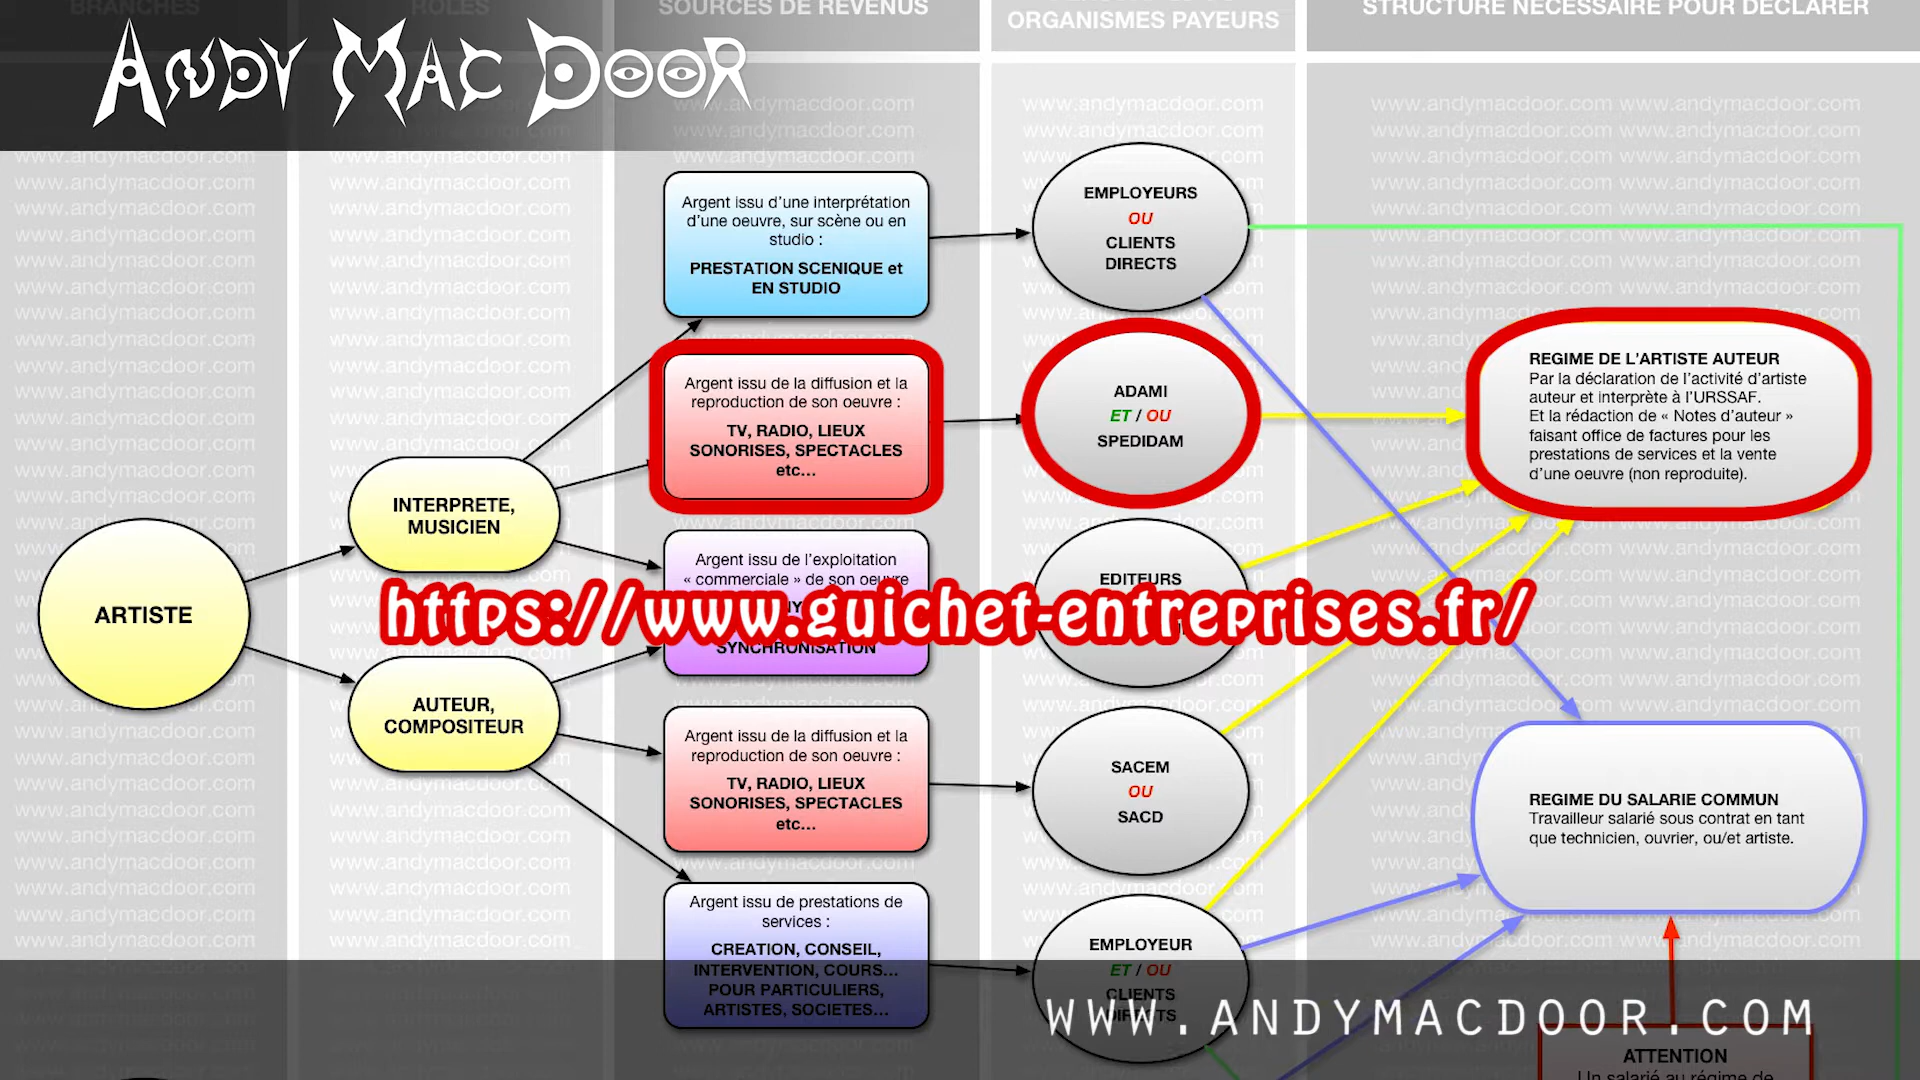 BRANCHES
ROLES
SOURCES DE REVENUS
ORGANISMES PAYEURS
STRUCTURE NECESSAIRE POUR DECLARER
ANDY MAC DOOR
Argent issu d’une interprétation
d’une oeuvre, sur scène ou en
studio :
PRESTATION SCENIQUE et
EN STUDIO
EMPLOYEURS
OU
CLIENTS
DIRECTS
Argent issu de la diffusion et la
reproduction de son oeuvre :
TV, RADIO, LIEUX
SONORISES, SPECTACLES
etc...
ADAMI
ET / OU
SPEDIDAM
REGIME DE L’ARTISTE AUTEUR
Par la déclaration de l’activité d’artiste
auteur et interprète à l’URSSAF.
Et la rédaction de « Notes d’auteur »
faisant office de factures pour les
prestations de services et la vente
d’une oeuvre (non reproduite).
INTERPRETE,
MUSICIEN
ARTISTE
AUTEUR,
COMPOSITEUR
Argent issu de l’exploitation
« commerciale » de son oeuvre
SYNCHRONISATION
EDITEURS
https://www.guichet-entreprises.fr/
Argent issu de la diffusion et la
reproduction de son oeuvre :
TV, RADIO, LIEUX
SONORISES, SPECTACLES
etc...
SACEM
OU
SACD
REGIME DU SALARIE COMMUN
Travailleur salarié sous contrat en tant
que technicien, ouvrier, ou/et artiste.
Argent issu de prestations de
services :
CREATION, CONSEIL,
INTERVENTION, COURS...
POUR PARTICULIERS,
ARTISTES, SOCIETES...
EMPLOYEUR
ET / OU
CLIENTS
DIRECTS
WWW.ANDYMACDOOR.COM
ATTENTION
Un salarié au régime de